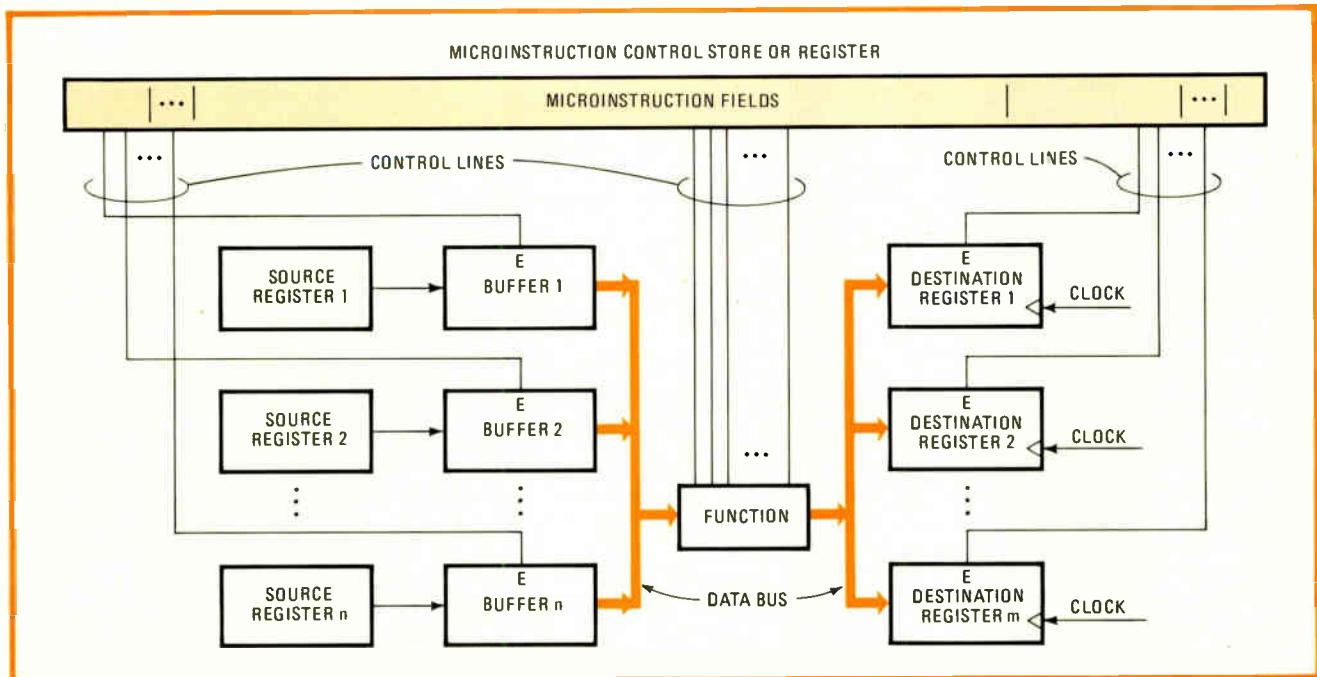 MICROINSTRUCTION CONTROL STORE OR REGISTER
...
MICROINSTRUCTION FIELDS
...
...
CONTROL LINES
...
CONTROL LINES
...
SOURCE
REGISTER 1
E
BUFFER 1
E
DESTINATION
REGISTER 1
CLOCK
SOURCE
REGISTER 2
E
BUFFER 2
E
DESTINATION
REGISTER 2
CLOCK
...
...
...
...
FUNCTION
SOURCE
REGISTER n
E
BUFFER n
DATA BUS
E
DESTINATION
REGISTER m
CLOCK